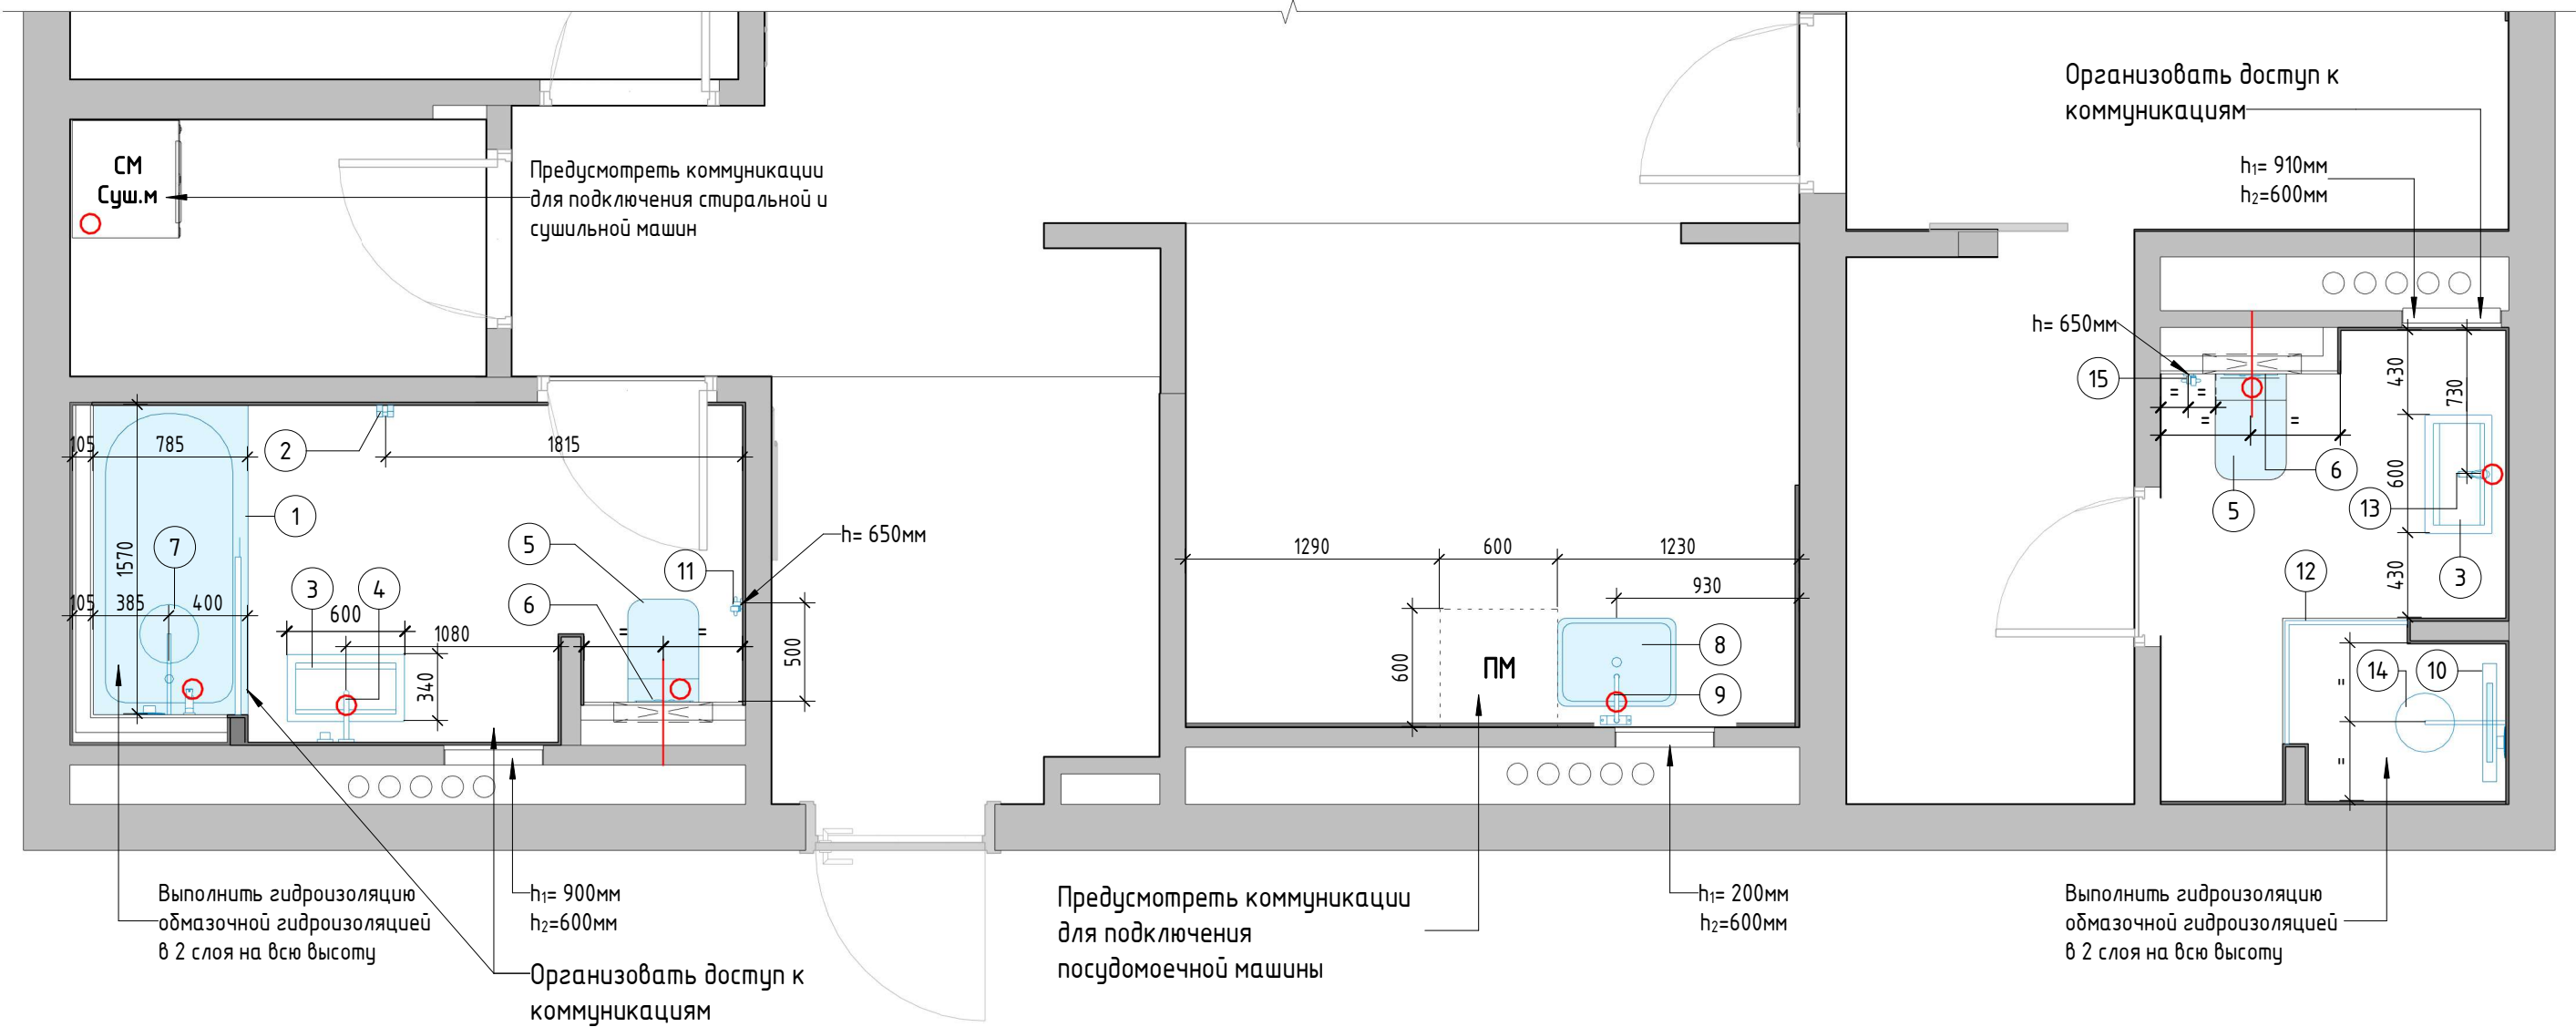 Организовать доступ к
коммуникациям
h₁= 910мм
h₂=600мм
СМ
Суш.м
Предусмотреть коммуникации
для подключения стиральной и
сушильной машин
h= 650мм
15
=
=
=
=
430
730
600
430
6
5
13
3
12
14
10
=
=
105
785
2
1815
1
7
1570
105
385
400
3
4
600
1080
340
5
6
11
=
=
500
h= 650мм
1290
600
1230
930
600
ПМ
8
9
Выполнить гидроизоляцию
обмазочной гидроизоляцией
в 2 слоя на всю высоту
h₁= 900мм
h₂=600мм
Организовать доступ к
коммуникациям
Предусмотреть коммуникации
для подключения
посудомоечной машины
h₁= 200мм
h₂=600мм
Выполнить гидроизоляцию
обмазочной гидроизоляцией
в 2 слоя на всю высоту